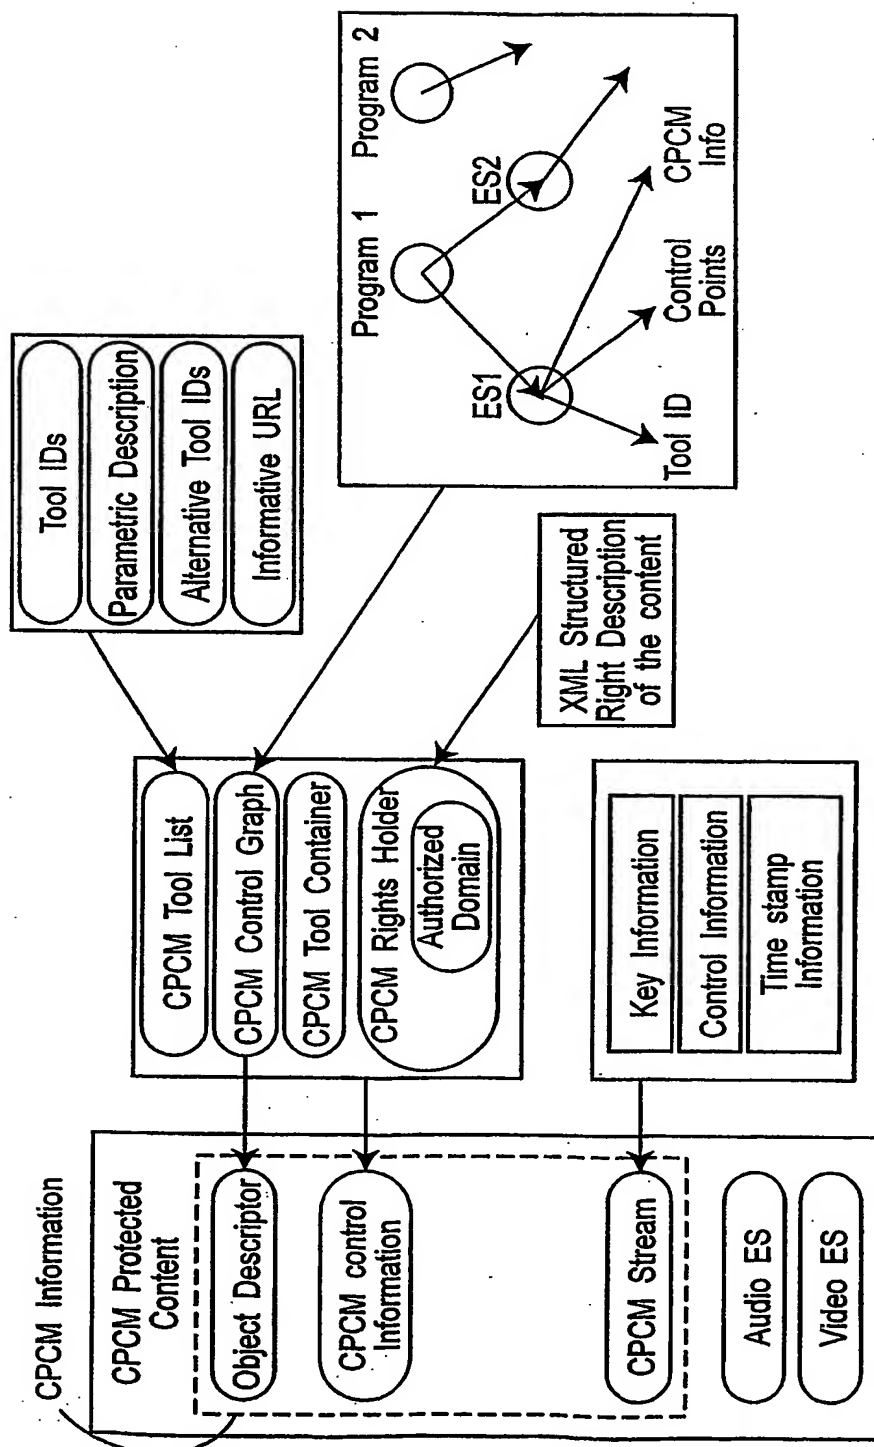 CPCM Information
CPCM Protected
Content
Object Descriptor
CPCM control
Information
CPCM Stream
Audio ES
Video ES
CPCM Tool List
CPCM Control Graph
CPCM Tool Container
CPCM Rights Holder
Authorized
Domain
Key Information
Control Information
Time stamp
Information
Tool IDs
Parametric Description
Alternative Tool IDs
Informative URL
XML Structured
Right Description
of the content
Program 1
Program 2
ES1
ES2
Tool ID
Control
Points
CPCM
Info